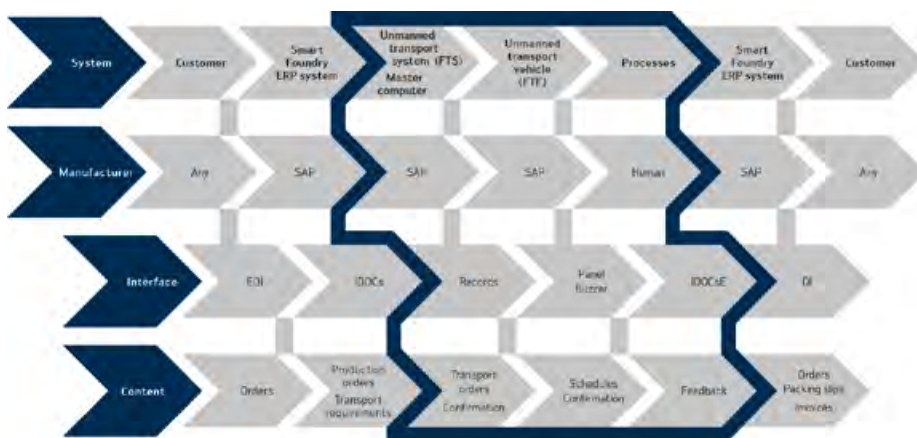 System
Customer
Smart
Foundry
ERP system
Unmanned
transport
system (FTS)
Master
computer
Unmanned
transport
vehicle
(FTF)
Processes
Smart
Foundry
ERP system
Customer
Manufacturer
Any
SAP
SAP
SAP
Human
SAP
Any
Interface
EDI
IDOCs
Records
Panel
Buzzer
IDOCsE
DI
Content
Orders
Production
orders
Transport
requirements
Transport
orders
Confirmation
Schedules
Confirmation
Feedback
Orders
Packing slips
Invoices